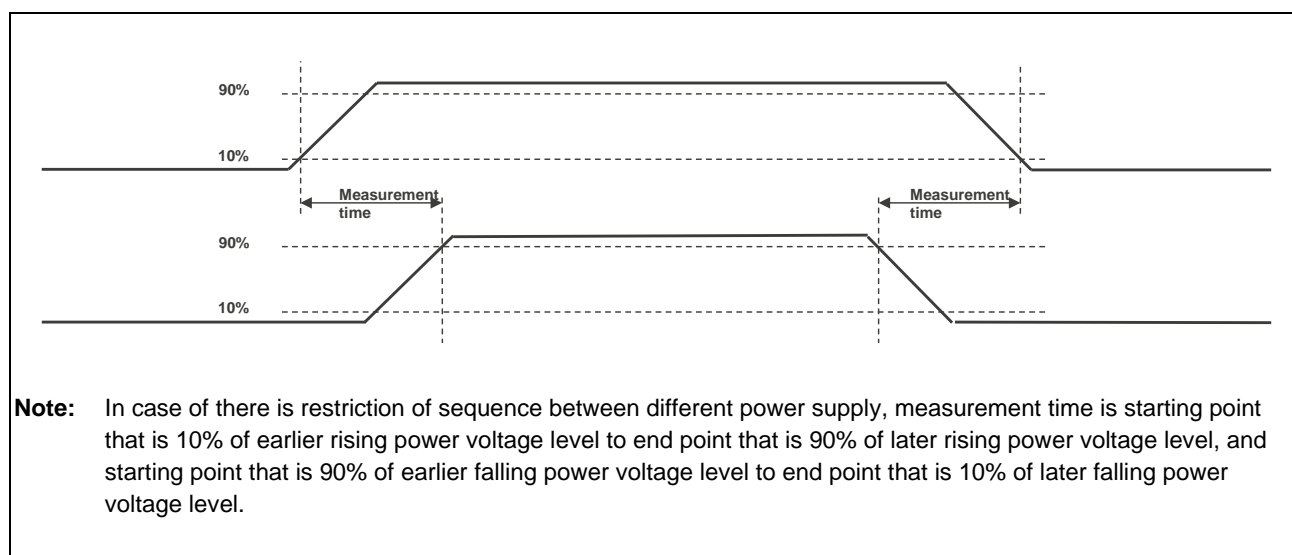 90%
10%
Measurement
time
Measurement
time
90%
10%
Note: In case of there is restriction of sequence between different power supply, measurement time is starting point
that is 10% of earlier rising power voltage level to end point that is 90% of later rising power voltage level, and
starting point that is 90% of earlier falling power voltage level to end point that is 10% of later falling power
voltage level.